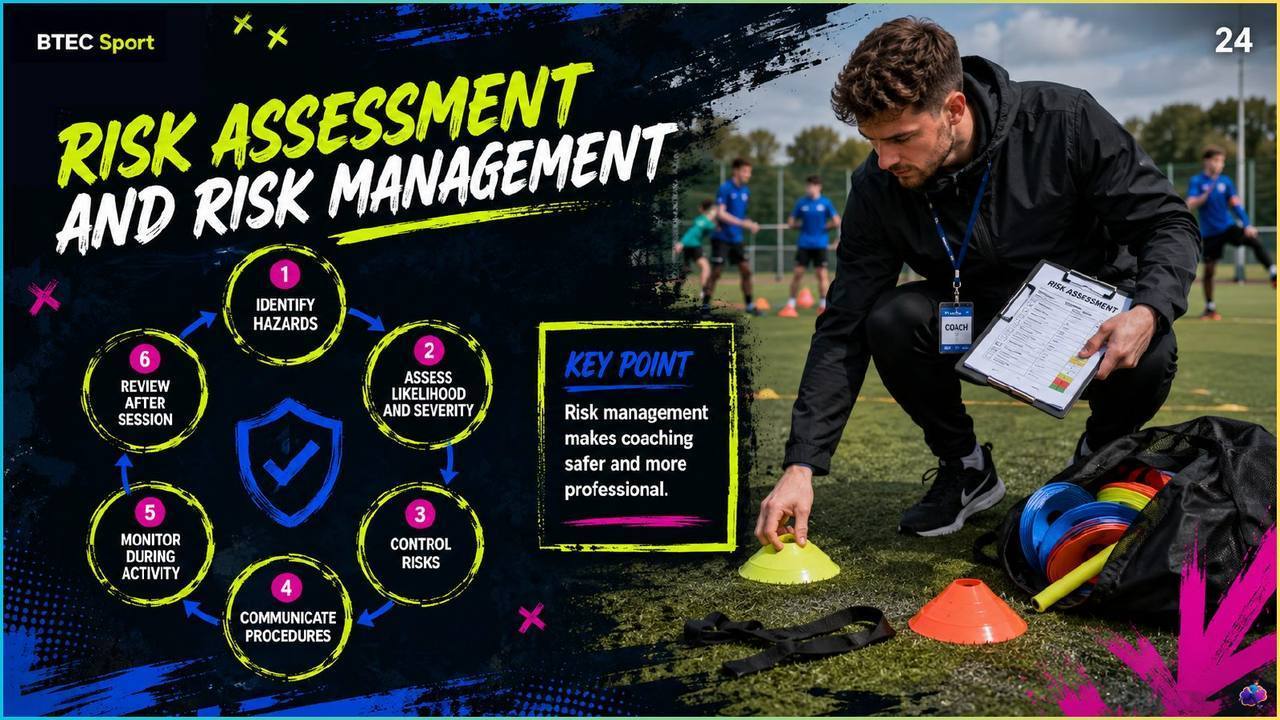 BTEC Sport
24
RISK ASSESSMENT
AND RISK MANAGEMENT
1
IDENTIFY
HAZARDS
2
ASSESS
LIKELIHOOD
AND SEVERITY
3
CONTROL
RISKS
4
COMMUNICATE
PROCEDURES
5
MONITOR
DURING
ACTIVITY
6
REVIEW
AFTER
SESSION
KEY POINT
Risk management
makes coaching
safer and more
professional.
COACH
RISK ASSESSMENT